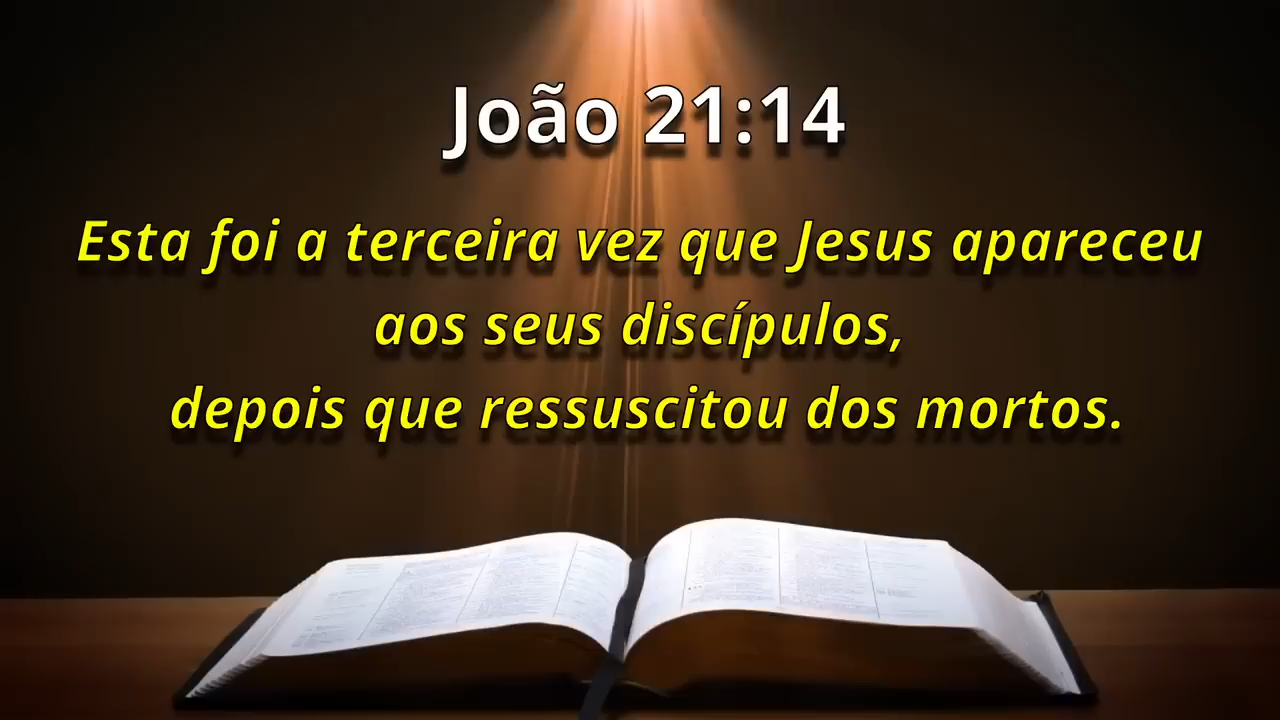 João 21:14
Esta foi a terceira vez que Jesus apareceu
aos seus discípulos,
depois que ressuscitou dos mortos.